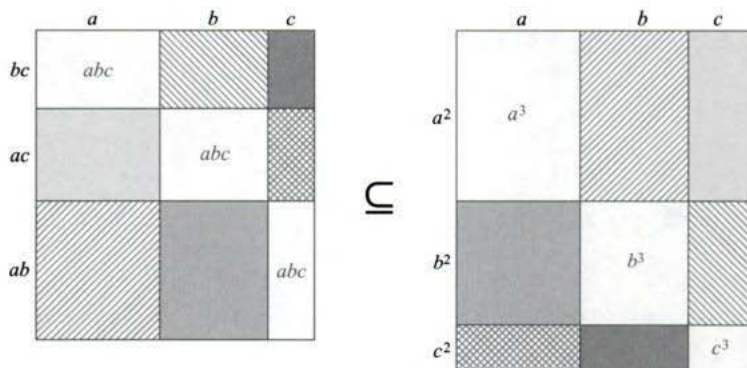 a b c
bc abc
ac abc
ab abc
⊆
a b c
a² a³
b² b³
c² c³